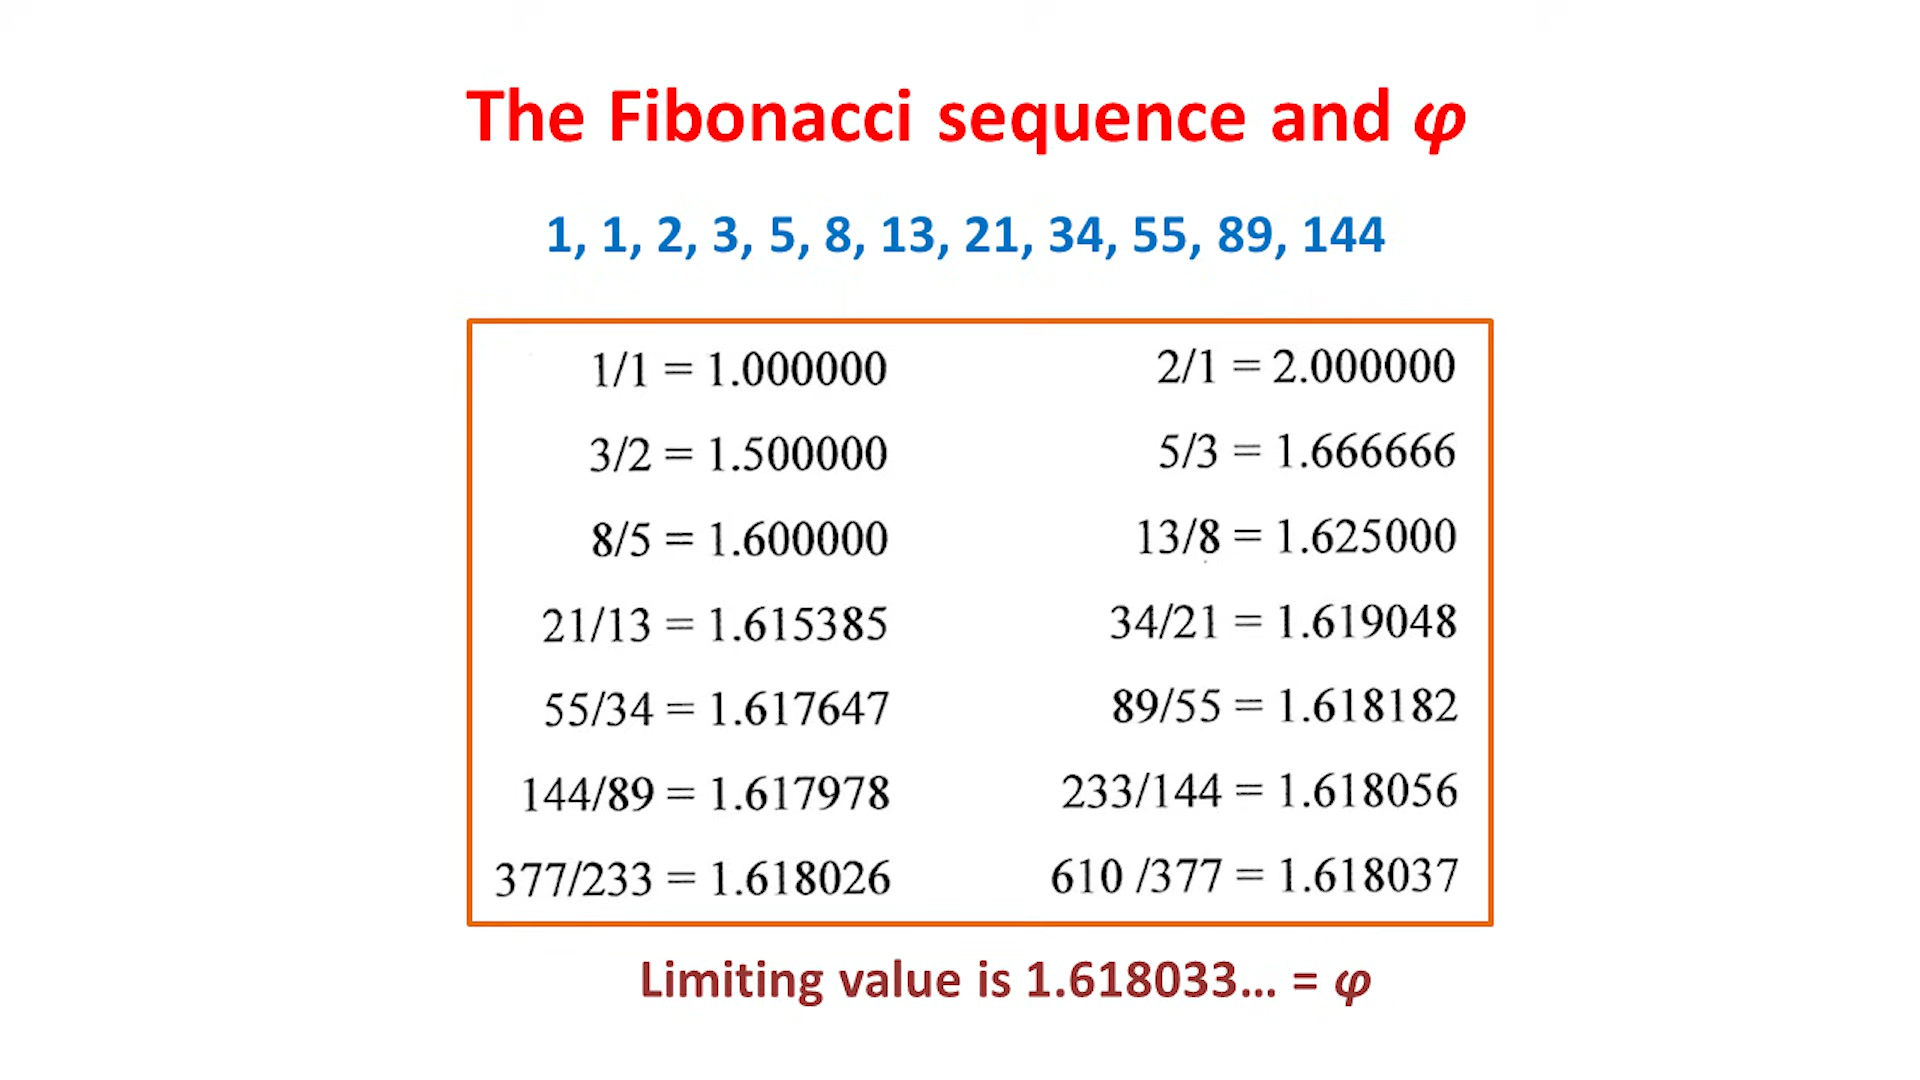 The Fibonacci sequence and φ
1, 1, 2, 3, 5, 8, 13, 21, 34, 55, 89, 144
1/1 = 1.000000 2/1 = 2.000000
3/2 = 1.500000 5/3 = 1.666666
8/5 = 1.600000 13/8 = 1.625000
21/13 = 1.615385 34/21 = 1.619048
55/34 = 1.617647 89/55 = 1.618182
144/89 = 1.617978 233/144 = 1.618056
377/233 = 1.618026 610 /377 = 1.618037
Limiting value is 1.618033... = φ